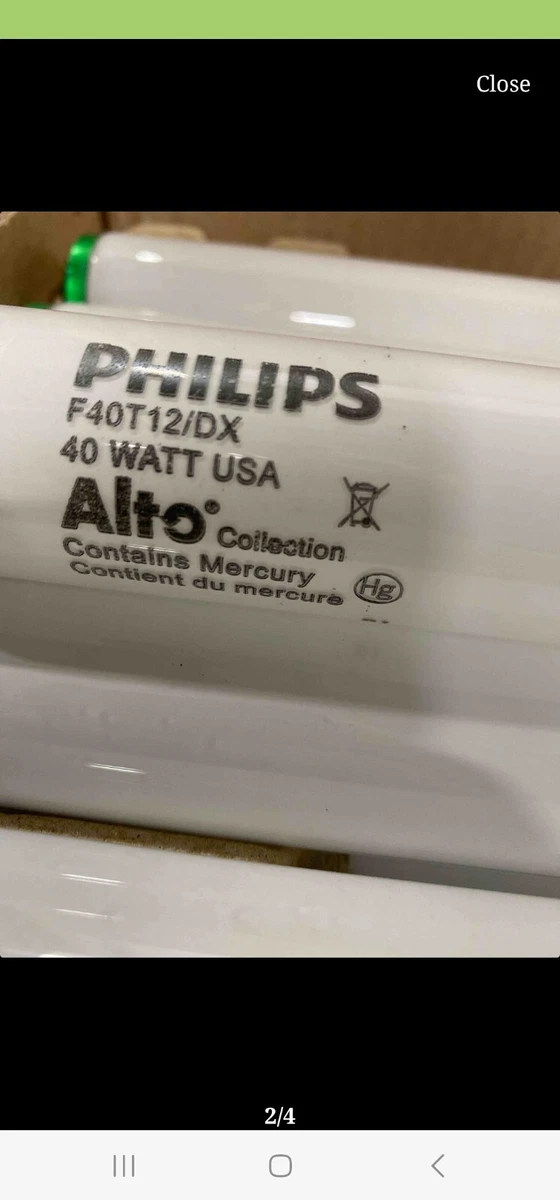 Close
PHILIPS
F40T12/DX
40 WATT USA
Alto® Collection
Contains Mercury
Contient du mercure Hg
2/4